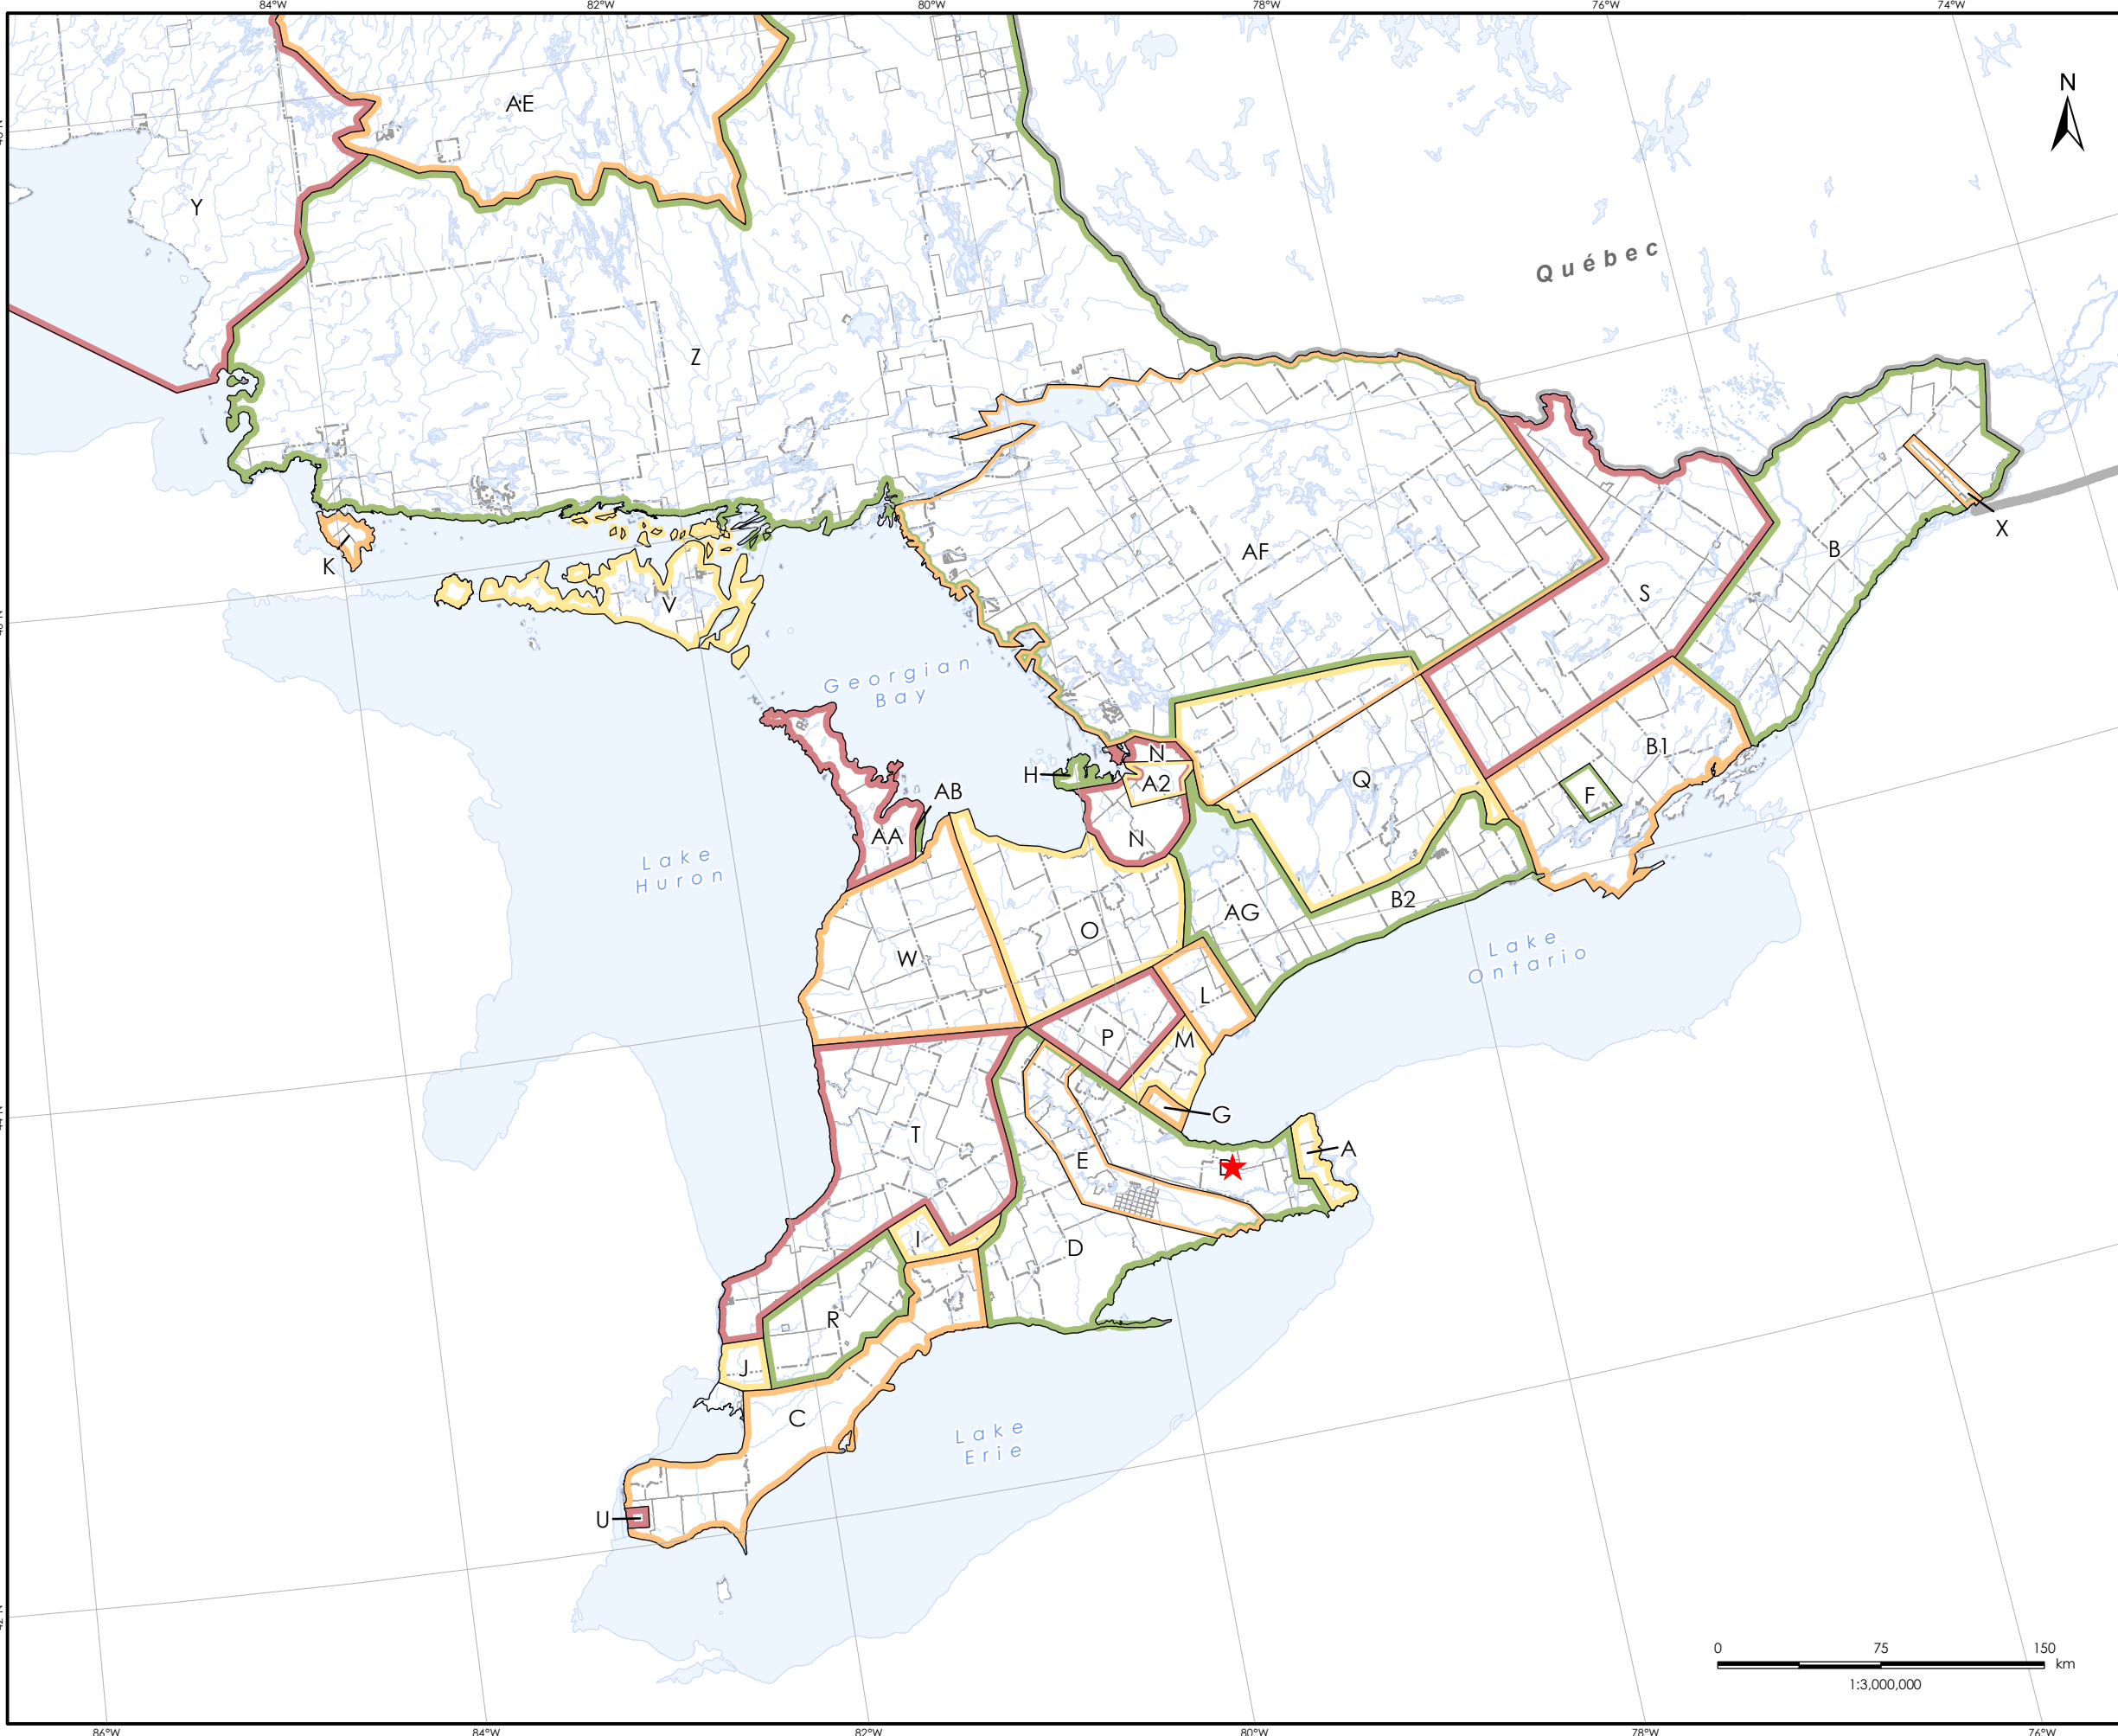 84°W
82°W
80°W
78°W
76°W
74°W
N
AE
Y
Québec
Z
X
B
AF
K
S
V
Georgian
Bay
B1
N
H
A2
Q
AB
F
AA
N
Lake
Huron
B2
AG
O
Lake
Ontario
W
L
P
M
G
T
A
E
I
D
R
J
C
Lake
Erie
U
0
75
150
km
1:3,000,000
86°W
84°W
82°W
80°W
78°W
76°W